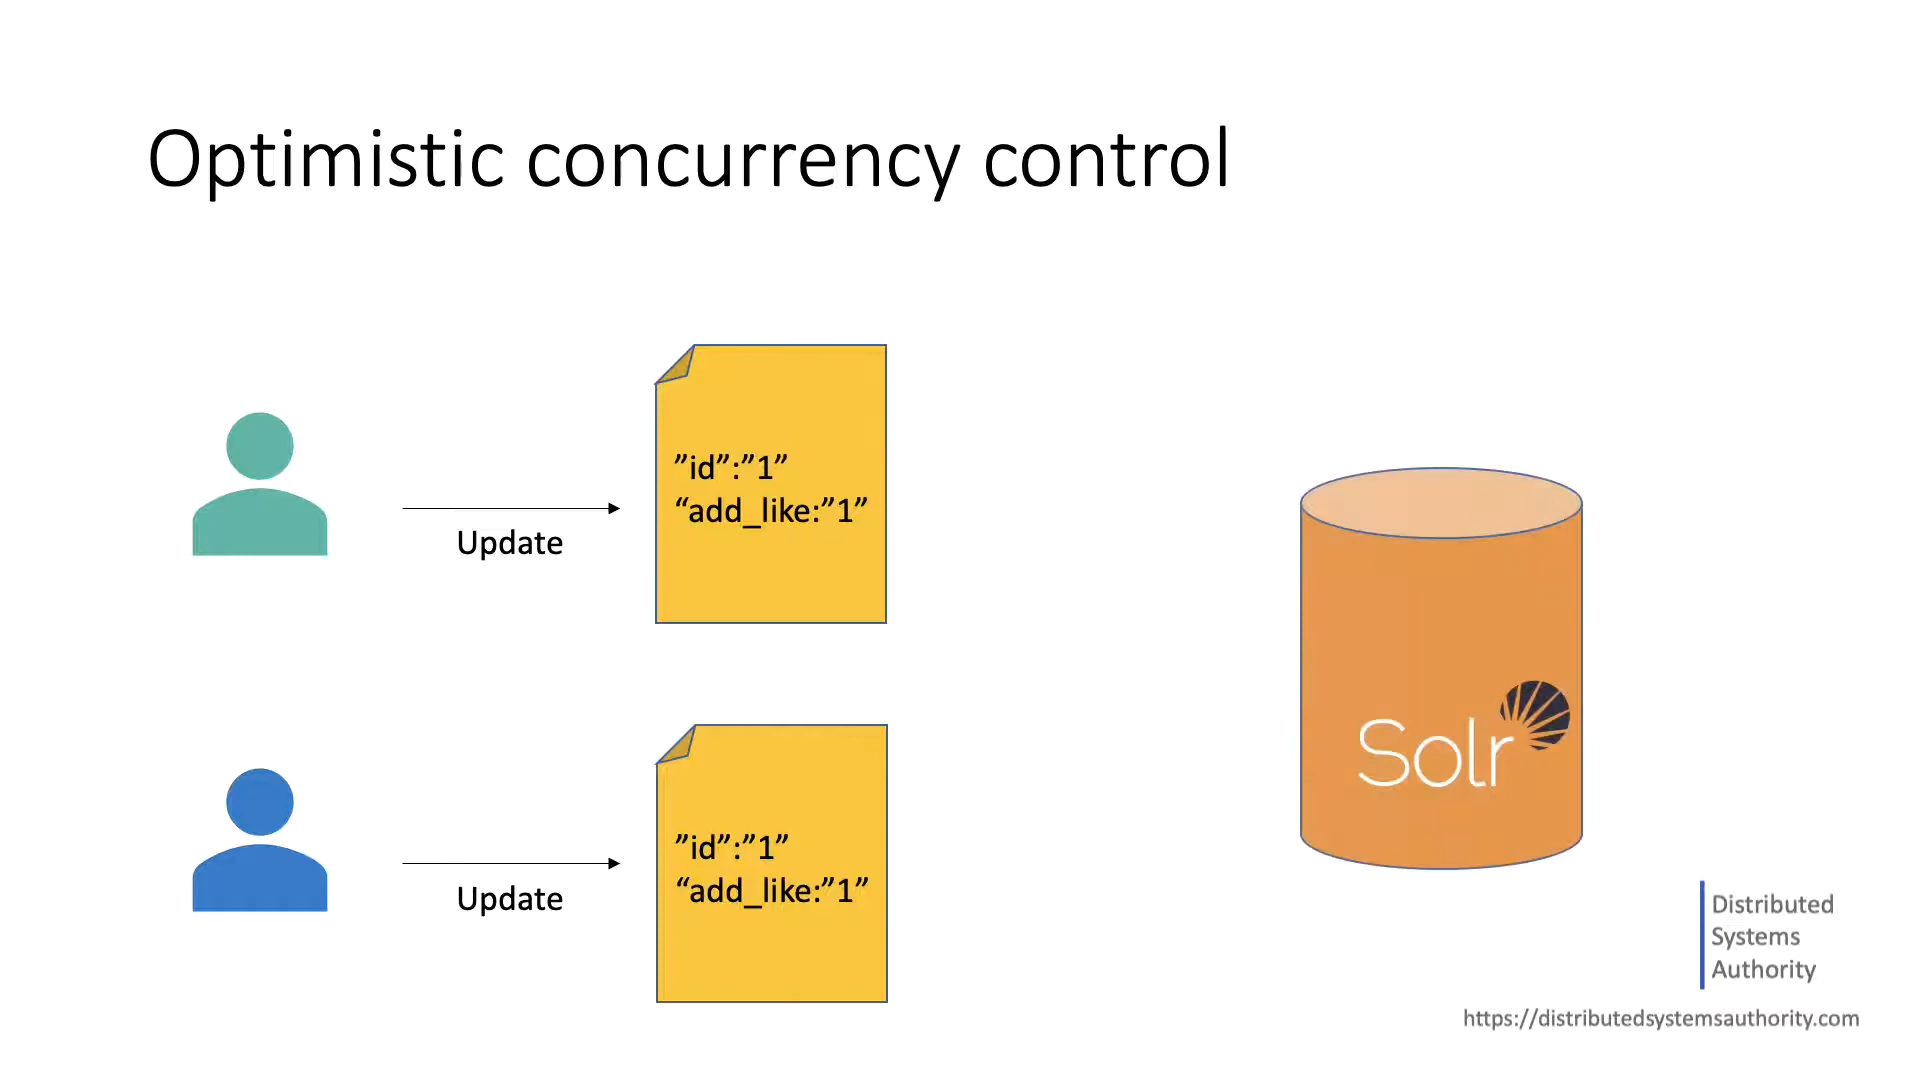 Optimistic concurrency control
”id”:”1”
“add_like:”1”
Update
”id”:”1”
“add_like:”1”
Update
Solr
Distributed
Systems
Authority
https://distributedsystemsauthority.com